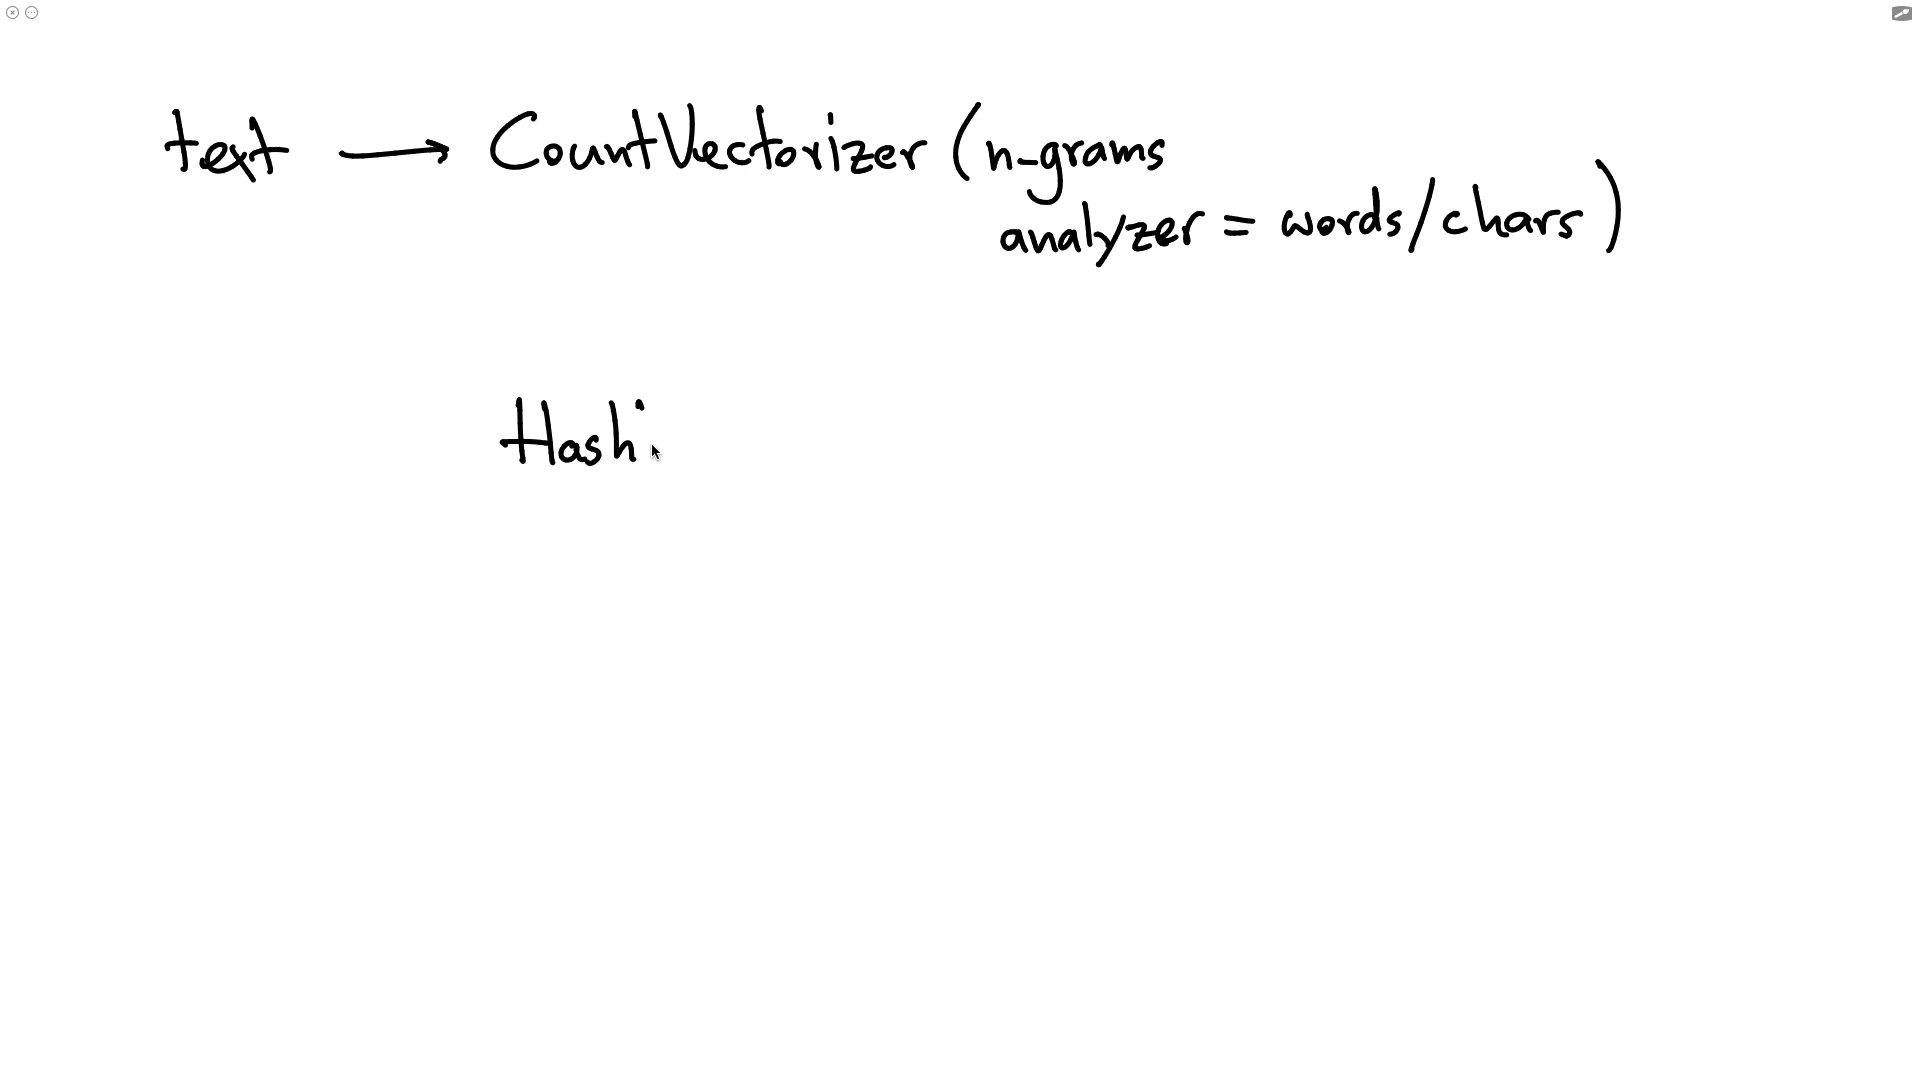 text → CountVectorizer (n-grams
analyzer = words/chars)
Hashi